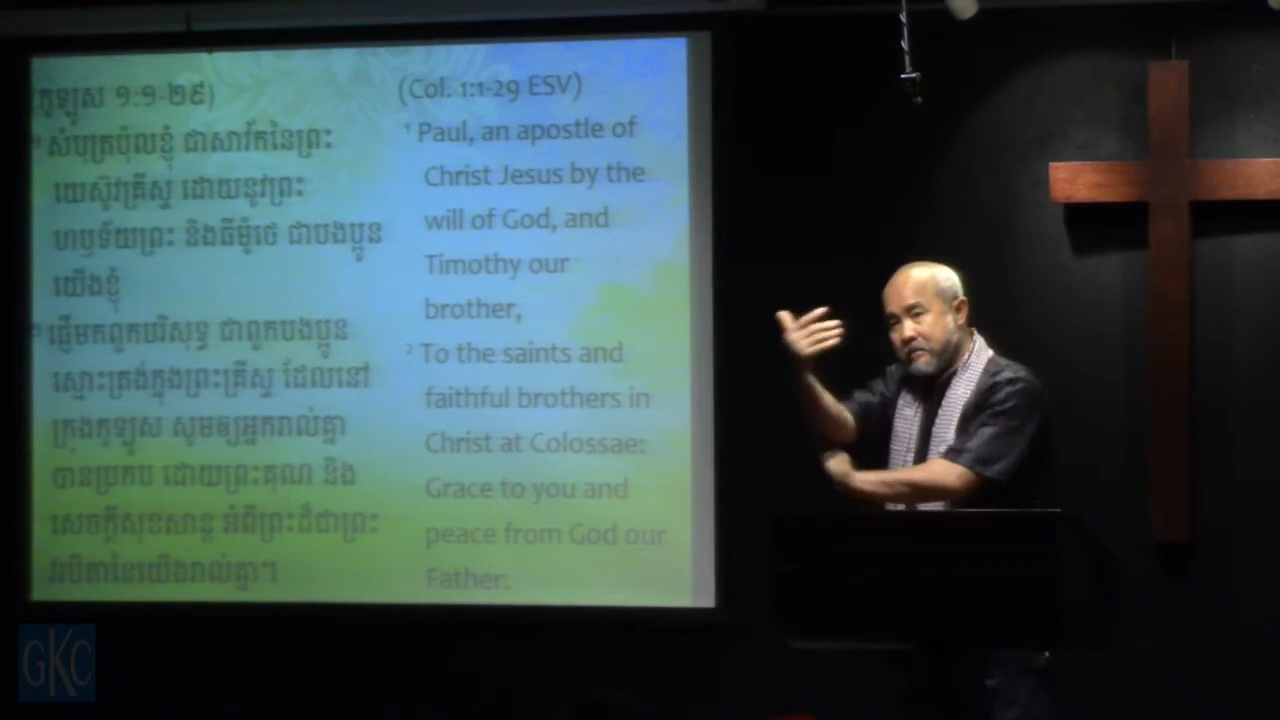 (កូឡូស ១:១-២៩)
១ សំបុត្រប៉ុលខ្ញុំ ជាសាវ័កនៃព្រះ
យេស៊ូវគ្រីស្ទ ដោយនូវព្រះ
ហឫទ័យព្រះ និងធីម៉ូថេ ជាបងប្អូន
យើងខ្ញុំ
២ ផ្ញើមកពួកបរិសុទ្ធ ជាពួកបងប្អូន
ស្មោះត្រង់ក្នុងព្រះគ្រីស្ទ ដែលនៅ
ក្រុងកូឡូស សូមឲ្យអ្នករាល់គ្នា
បានប្រកប ដោយព្រះគុណ និង
សេចក្ដីសុខសាន្ត អំពីព្រះដ៏ជាព្រះ
វរបិតានៃយើងរាល់គ្នា។
(Col. 1:1-29 ESV)
1 Paul, an apostle of
Christ Jesus by the
will of God, and
Timothy our
brother,
2 To the saints and
faithful brothers in
Christ at Colossae:
Grace to you and
peace from God our
Father.
GKC